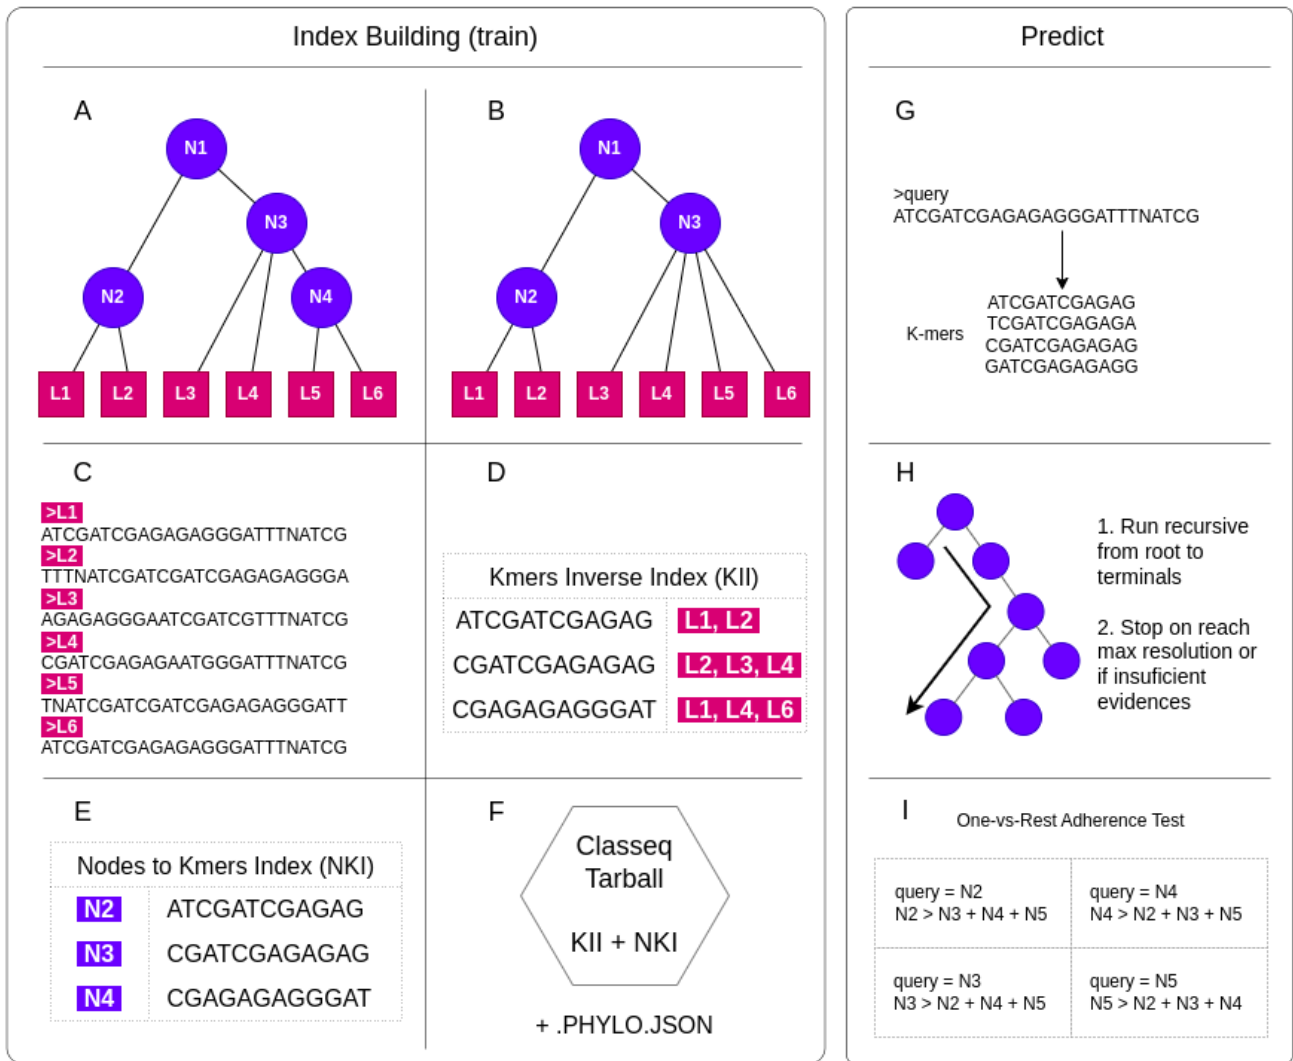 Index Building (train)
A
N1
N3
N2
N4
L1
L2
L3
L4
L5
L6
B
N1
N3
N2
L1
L2
L3
L4
L5
L6
C
>L1
ATCGATCGAGAGAGGGATTTNATCG
>L2
TTTNATCGATCGATCGAGAGAGGGA
>L3
AGAGAGGGAATCGATCGTTTNATCG
>L4
CGATCGAGAGAATGGGATTTNATCG
>L5
TNATCGATCGATCGAGAGAGGGATT
>L6
ATCGATCGAGAGAGGGATTTNATCG
D
Kmers Inverse Index (KII)
ATCGATCGAGAG L1, L2
CGATCGAGAGAG L2, L3, L4
CGAGAGAGGGAT L1, L4, L6
E
Nodes to Kmers Index (NKI)
N2 ATCGATCGAGAG
N3 CGATCGAGAGAG
N4 CGAGAGAGGGAT
F
Classeq
Tarball
KII + NKI
+ .PHYLO.JSON
Predict
G
>query
ATCGATCGAGAGAGGGATTTNATCG
K-mers
ATCGATCGAGAG
TCGATCGAGAGA
CGATCGAGAGAG
GATCGAGAGAGG
H
1. Run recursive
from root to
terminals
2. Stop on reach
max resolution or
if insufficient
evidences
I
One-vs-Rest Adherence Test
query = N2
N2 > N3 + N4 + N5
query = N4
N4 > N2 + N3 + N5
query = N3
N3 > N2 + N4 + N5
query = N5
N5 > N2 + N3 + N4